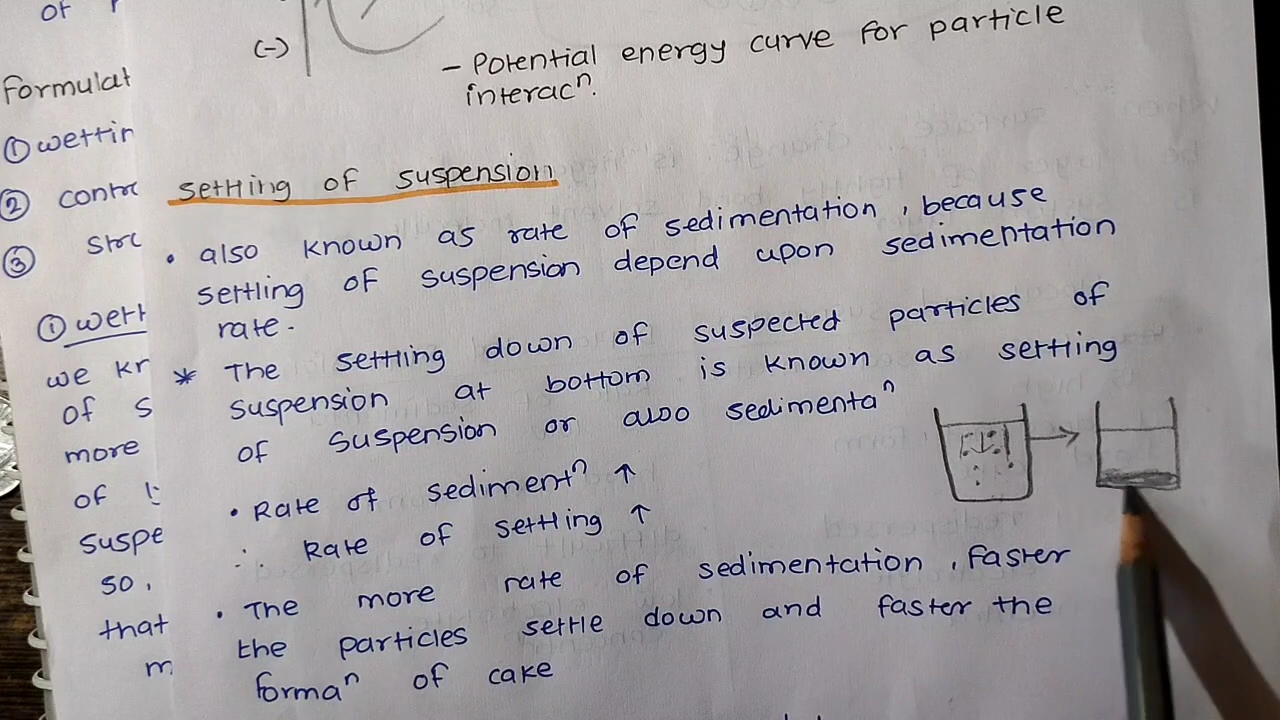 of
(-)
- Potential energy curve for particle
interacⁿ.
Formulat
① wettin
② contr
③ Strc
① wett
we kr
of s
more
of
suspe
so,
that
m
settling of suspension
• also known as rate of sedimentation, because
settling of suspension depend upon sedimentation
rate.
* The settling down of suspected particles of
suspension at bottom is known as settling
of suspension or also sedimentaⁿ
• Rate of sedimentⁿ ↑
∴ Rate of settling ↑
• The more rate of sedimentation, faster
the particles settle down and faster the
formaⁿ of cake